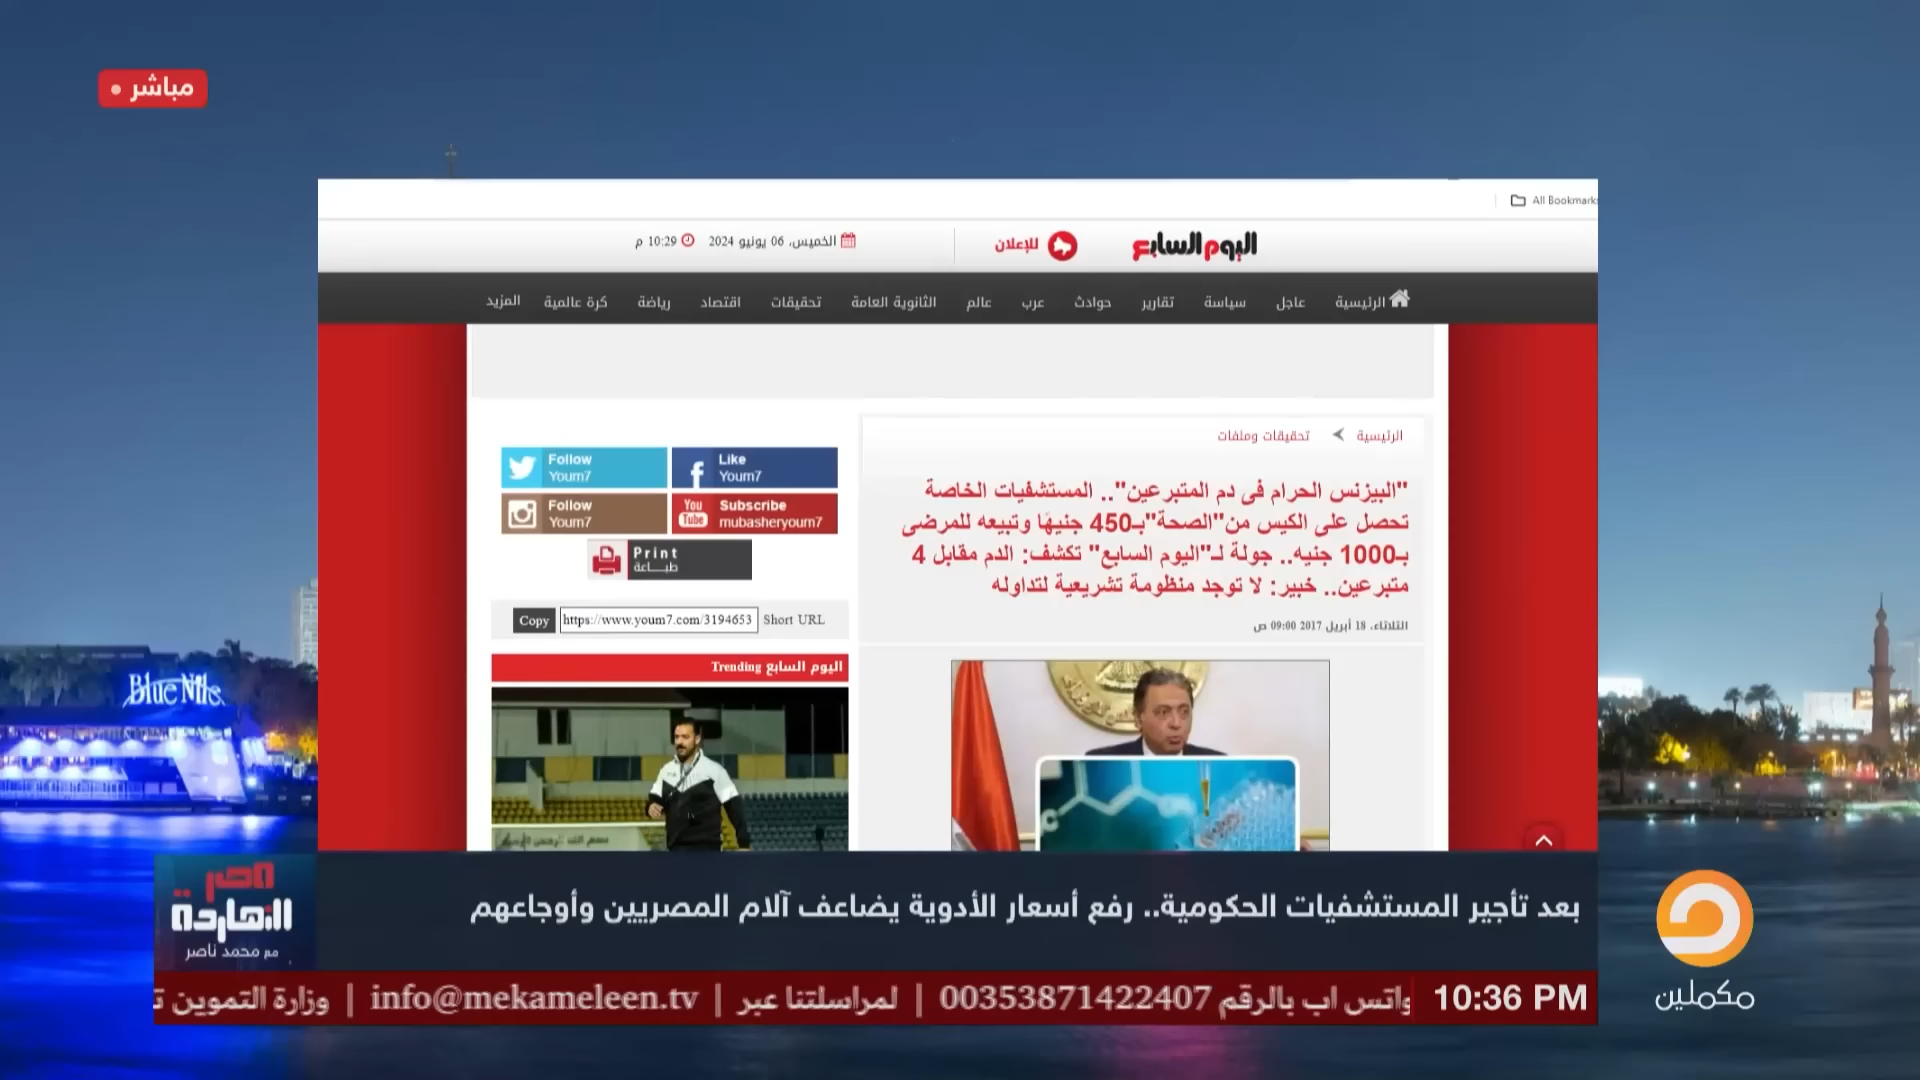 مباشر
All Bookmarks
اليوم السابع
للإعلان
الخميس، 06 يونيو 2024
10:29 م
الرئيسية عاجل سياسة تقارير حوادث عرب عالم الثانوية العامة تحقيقات اقتصاد رياضة كرة عالمية المزيد
الرئيسية تحقيقات وملفات
"البيزنس الحرام فى دم المتبرعين".. المستشفيات الخاصة
تحصل على الكيس من"الصحة"بـ450 جنيهًا وتبيعه للمرضى
بـ1000 جنيه.. جولة لـ"اليوم السابع" تكشف: الدم مقابل 4
متبرعين.. خبير: لا توجد منظومة تشريعية لتداوله
الثلاثاء، 18 أبريل 2017 09:00 ص
Follow
Youm7
Like
Youm7
Follow
Youm7
You Tube
Subscribe
mubasheryoum7
Print
طباعة
Copy https://www.youm7.com/3194653 Short URL
اليوم السابع Trending
Blue Nile
بعد تأجير المستشفيات الحكومية.. رفع أسعار الأدوية يضاعف آلام المصريين وأوجاعهم
مصر
النهاردة
مع محمد ناصر
10:36 PM
واتس اب بالرقم 00353871422407 | لمراسلتنا عبر | info@mekameleen.tv | وزارة التموين
مكملين